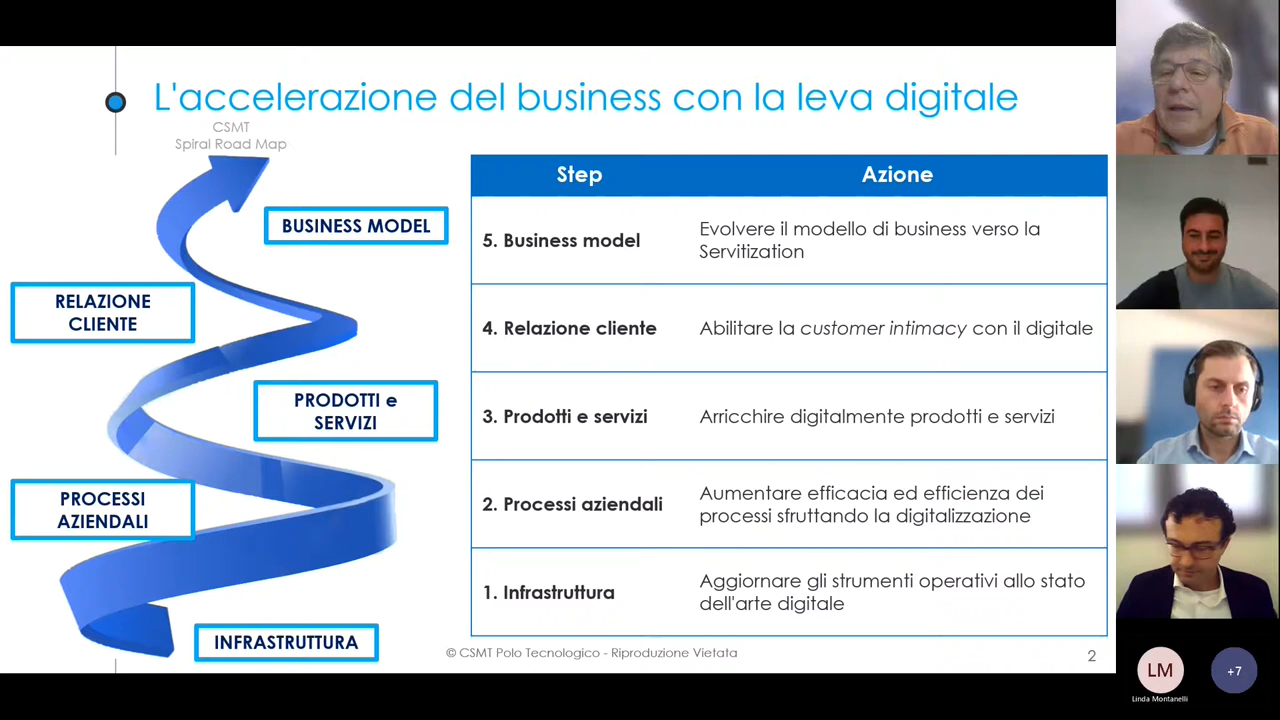 L'accelerazione del business con la leva digitale
CSMT
Spiral Road Map
BUSINESS MODEL
RELAZIONE
CLIENTE
PRODOTTI e
SERVIZI
PROCESSI
AZIENDALI
INFRASTRUTTURA
Step Azione
5. Business model
Evolvere il modello di business verso la
Servitization
4. Relazione cliente
Abilitare la customer intimacy con il digitale
3. Prodotti e servizi
Arricchire digitalmente prodotti e servizi
2. Processi aziendali
Aumentare efficacia ed efficienza dei
processi sfruttando la digitalizzazione
1. Infrastruttura
Aggiornare gli strumenti operativi allo stato
dell'arte digitale
© CSMT Polo Tecnologico - Riproduzione Vietata
2
LM
Linda Montanelli
+7